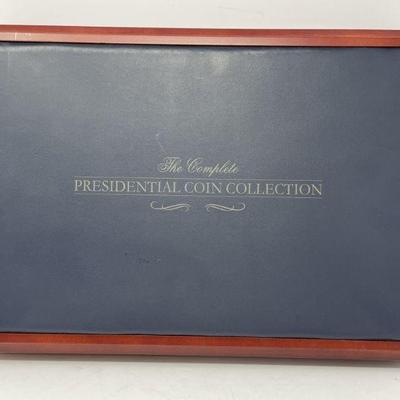 The Complete
PRESIDENTIAL COIN COLLECTION